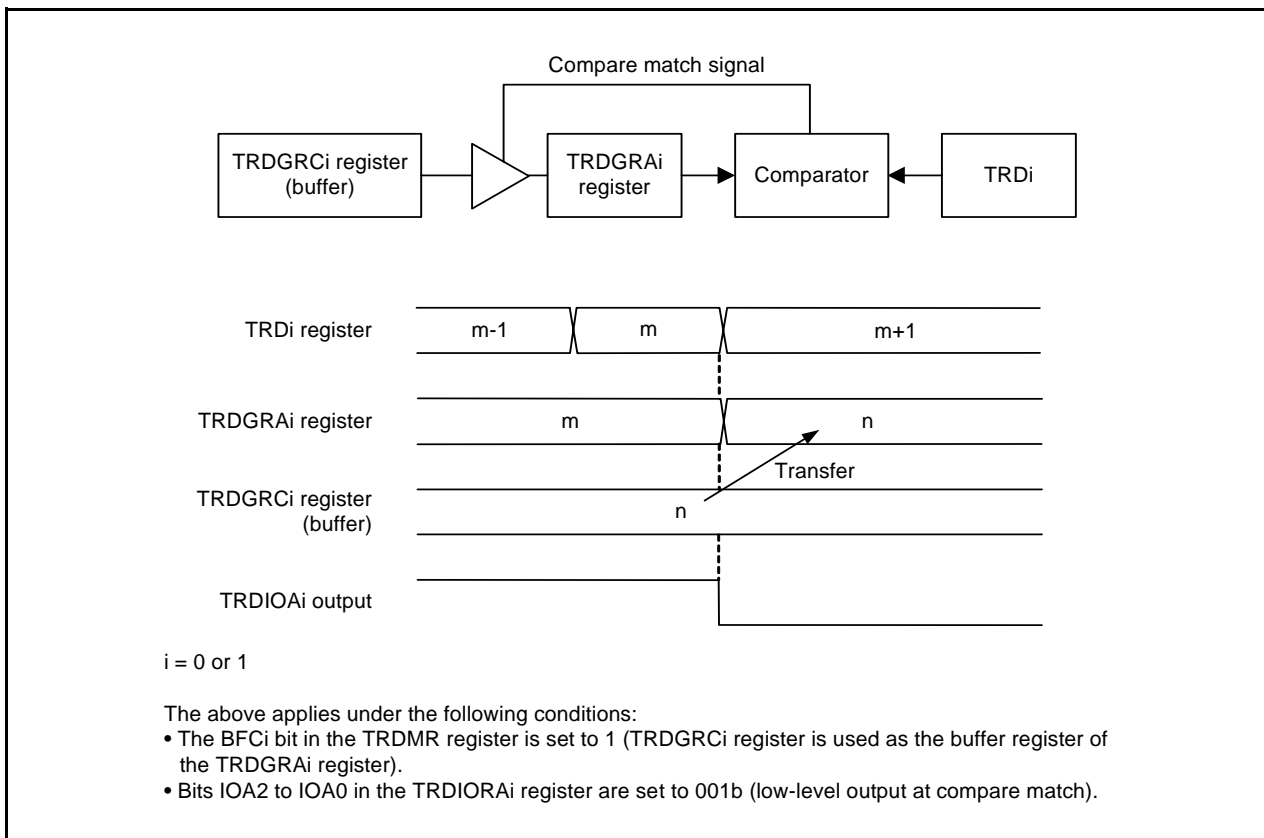 Compare match signal
TRDGRCi register
(buffer)
TRDGRAi
register
Comparator
TRDi
TRDi register
m-1
m
m+1
TRDGRAi register
m
n
Transfer
TRDGRCi register
(buffer)
n
TRDIOAi output
i = 0 or 1
The above applies under the following conditions:
• The BFCi bit in the TRDMR register is set to 1 (TRDGRCi register is used as the buffer register of
the TRDGRAi register).
• Bits IOA2 to IOA0 in the TRDIORAi register are set to 001b (low-level output at compare match).